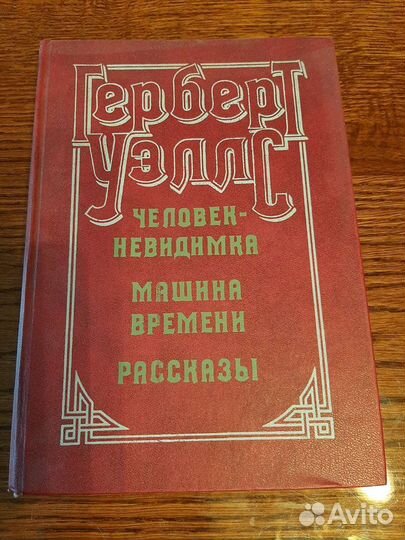 Герберт
Уэллс
ЧЕЛОВЕК-
НЕВИДИМКА
МАШИНА
ВРЕМЕНИ
РАССКАЗЫ
Avito